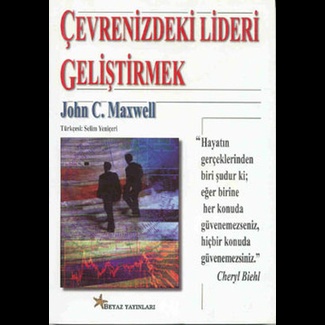 ÇEVRENİZDEKİ LİDERİ
GELİŞTİRMEK
John C. Maxwell
Türkçesi: Selim Yeniçeri
“Hayatın
gerçeklerinden
biri şudur ki;
eğer birine
her konuda
güvenemezseniz,
hiçbir konuda
güvenemezsiniz.”
Cheryl Biehl
BEYAZ YAYINLARI